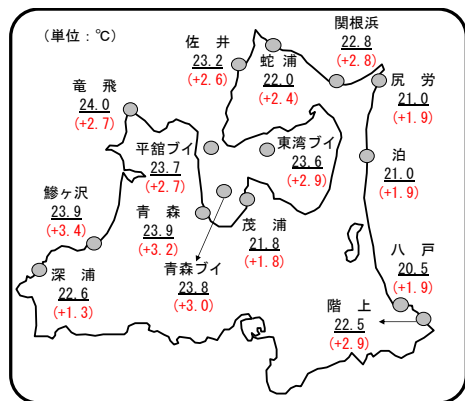 （単位：℃）
佐 井
23.2
(+2.6)
蛇 浦
22.0
(+2.4)
関根浜
22.8
(+2.8)
尻 労
21.0
(+1.9)
竜 飛
24.0
(+2.7)
平舘ブイ
23.7
(+2.7)
東湾ブイ
23.6
(+2.9)
泊
21.0
(+1.9)
鰺ヶ沢
23.9
(+3.4)
青 森
23.9
(+3.2)
茂 浦
21.8
(+1.8)
青森ブイ
23.8
(+3.0)
深 浦
22.6
(+1.3)
八 戸
20.5
(+1.9)
階 上
22.5
(+2.9)